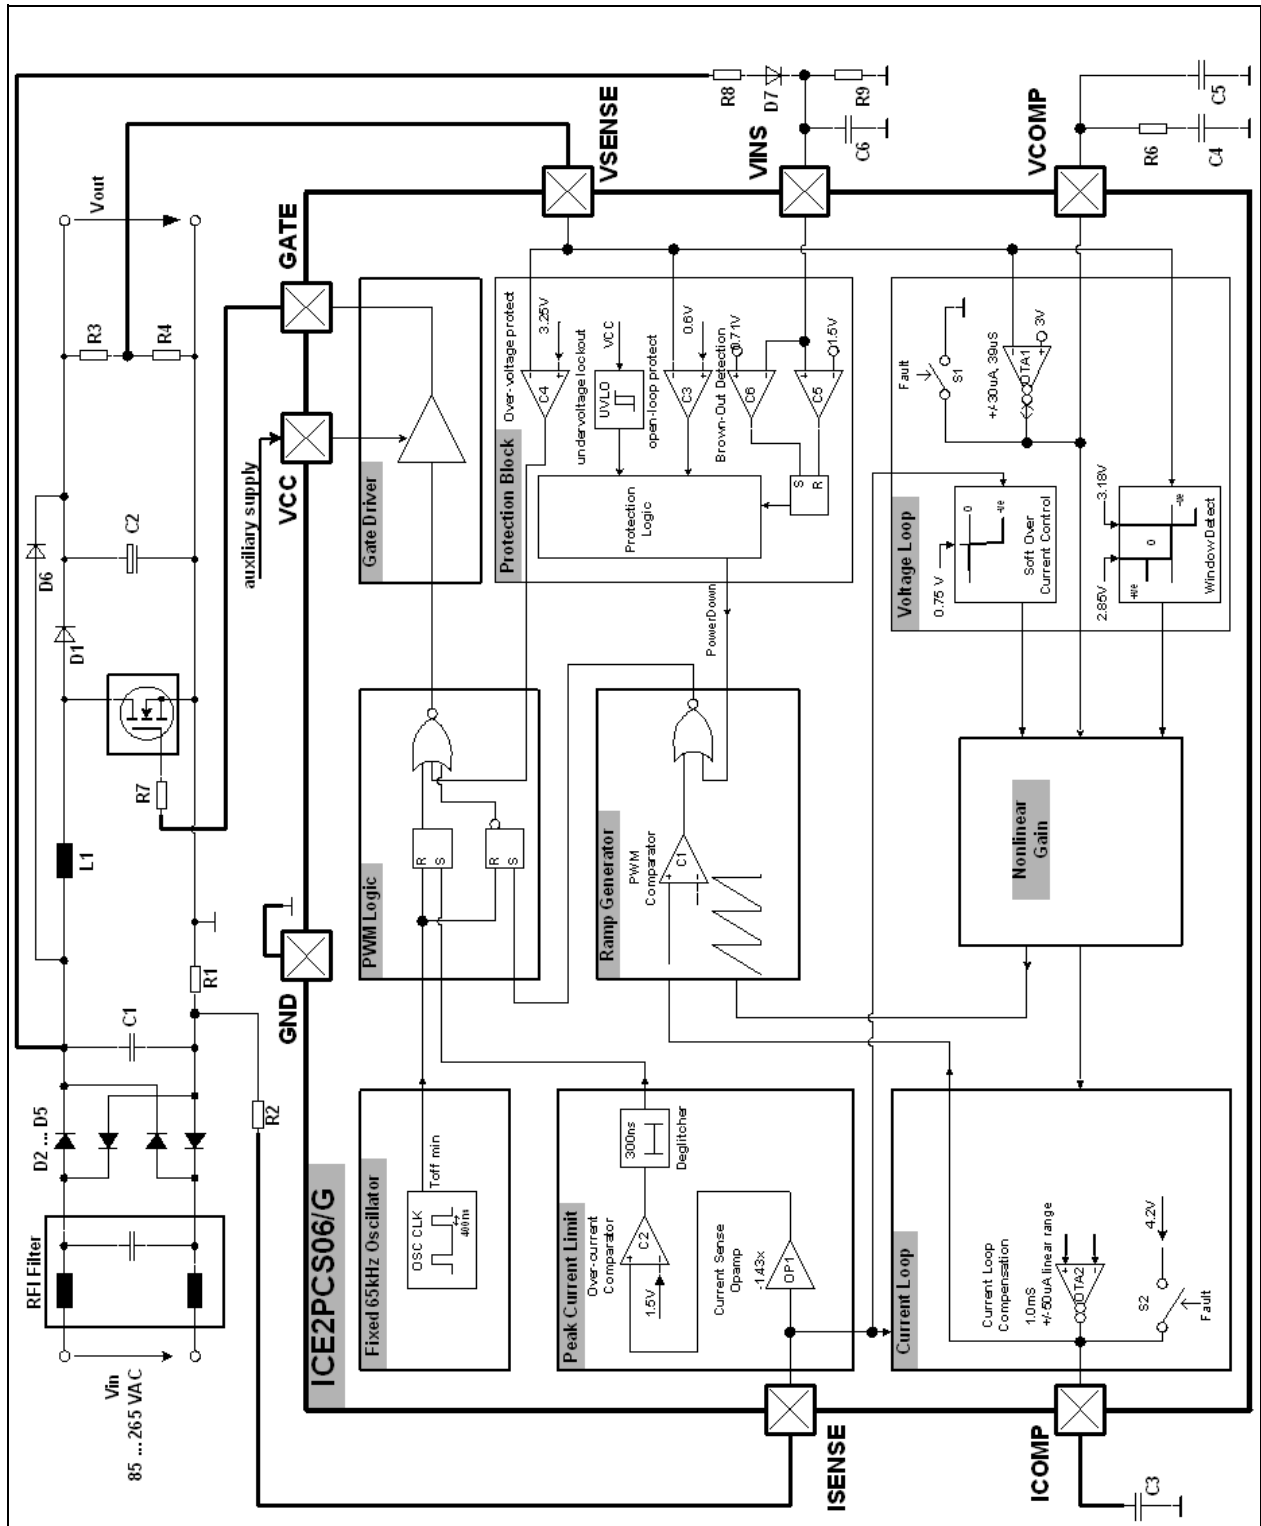 RFI Filter
Vin
85 ... 265 VAC
D2 ... D5
C1
R1
R2
L1
R7
D1
D6
C2
R3
R4
Vout
R8
D7
R9
C6
R6
C4
C5
C3
GND
VCC
auxiliary supply
GATE
VSENSE
VINS
VCOMP
ISENSE
ICOMP
ICE2PCS06/G
Fixed 65kHz Oscillator
OSC CLK
400 ns
Toff min
PWM Logic
R
S
R
S
Gate Driver
Peak Current Limit
Over-current
Comparator
C2
1.5V
300ns
Deglitcher
Current Sense
Opamp
-1.43x
OP1
Ramp Generator
PWM
Comparator
C1
PowerDown
Protection Block
Over-voltage protect
3.25V
C4
undervoltage lockout
VCC
UVLO
open-loop protect
0.6V
C3
Brown-Out Detection
0.71V
C6
1.5V
C5
S
R
Protection
Logic
Current Loop
Current Loop
Compensation
1.0mS
+/-50uA linear range
OTA2
4.2V
S2
Fault
Nonlinear
Gain
Voltage Loop
Fault
S1
+/-30uA, 39uS
OTA1
3V
0.75 V
0
-ve
Soft Over
Current Control
2.85V
3.18V
+ve
0
-ve
Window Detect